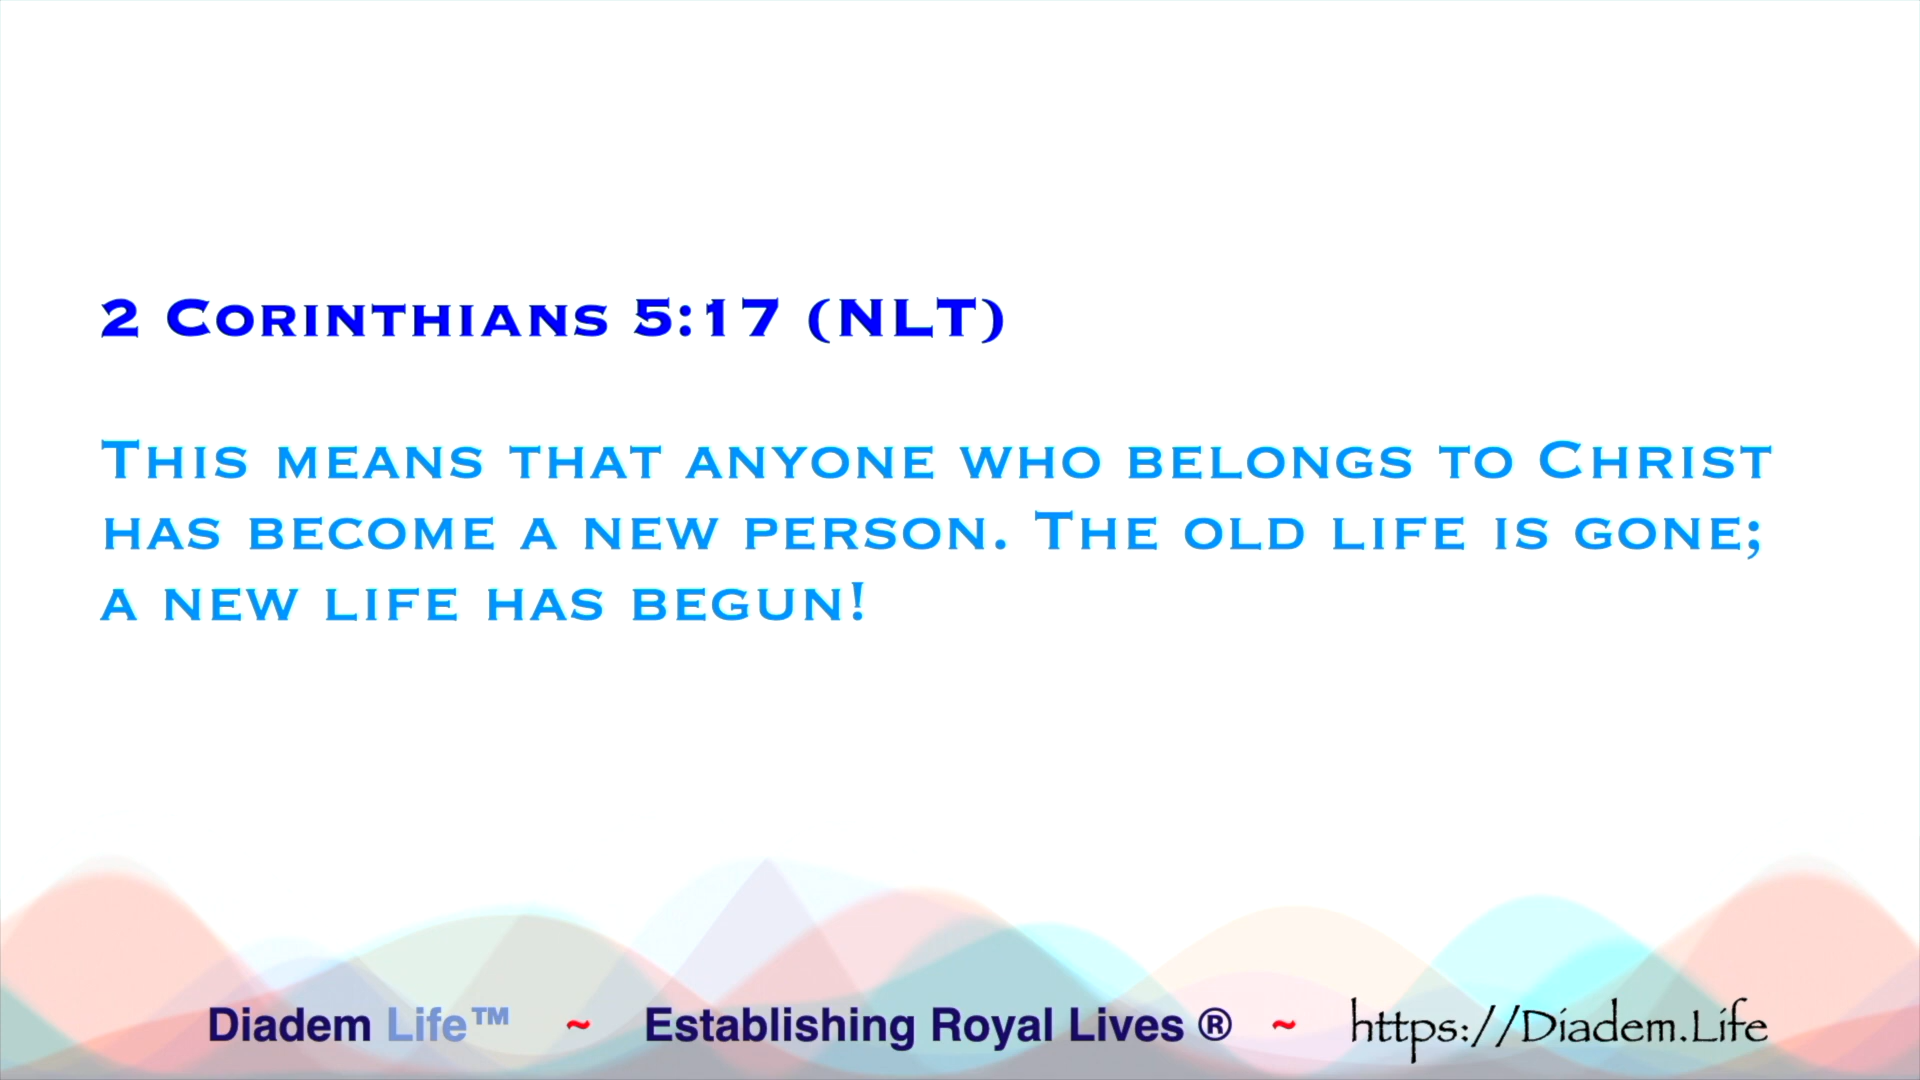 2 Corinthians 5:17 (NLT)
This means that anyone who belongs to Christ
has become a new person. The old life is gone;
a new life has begun!
Diadem Life™ ~ Establishing Royal Lives ® ~ https://Diadem.Life